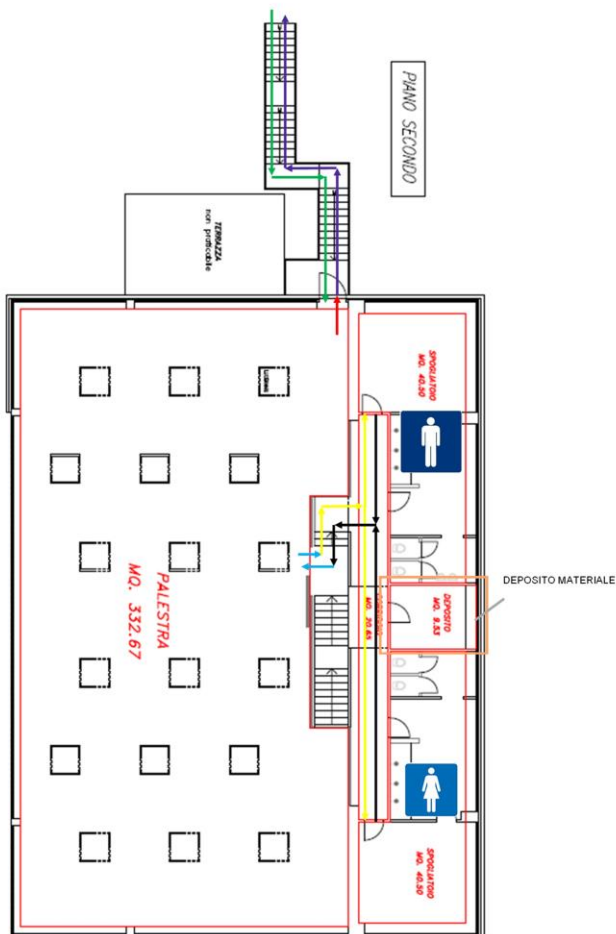 PIANO SECONDO
TERRAZZA
non praticabile
SPOGLIATOIO
MQ. 40.50
PALESTRA
MQ. 332.67
MQ. 30.65
DEPOSITO
MQ. 9.53
DEPOSITO MATERIALE
SPOGLIATOIO
MQ. 40.50